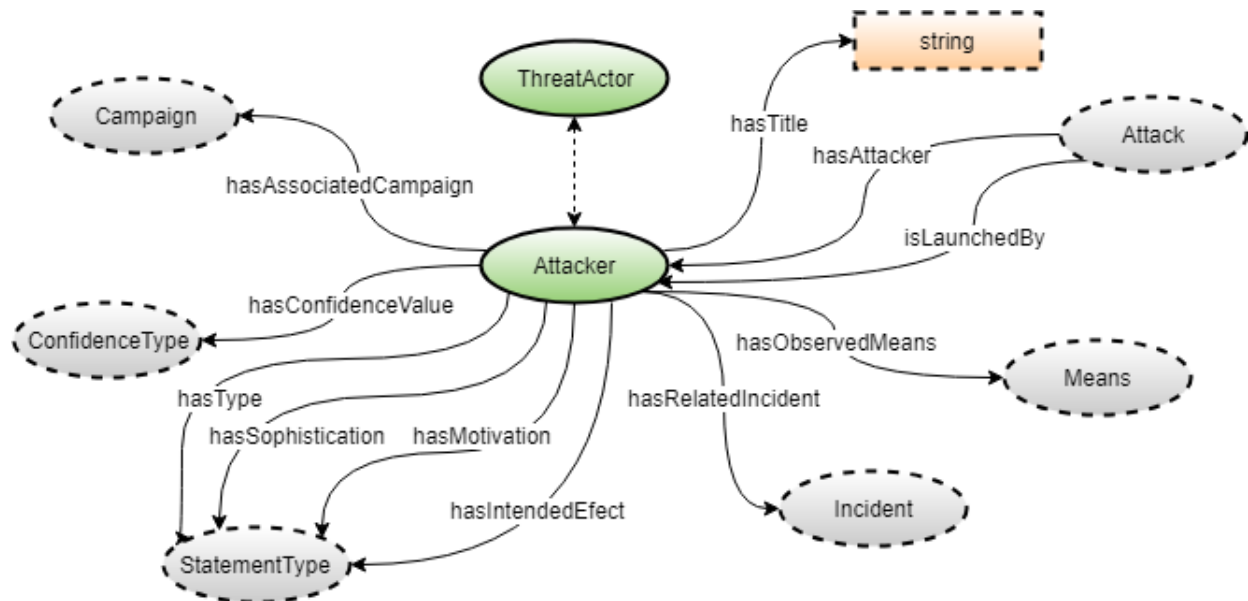 string
ThreatActor
Campaign
hasTitle
Attack
hasAttacker
hasAssociatedCampaign
isLaunchedBy
Attacker
hasConfidenceValue
ConfidenceType
hasObservedMeans
Means
hasType
hasRelatedIncident
hasSophistication
hasMotivation
hasIntendedEfect
Incident
StatementType